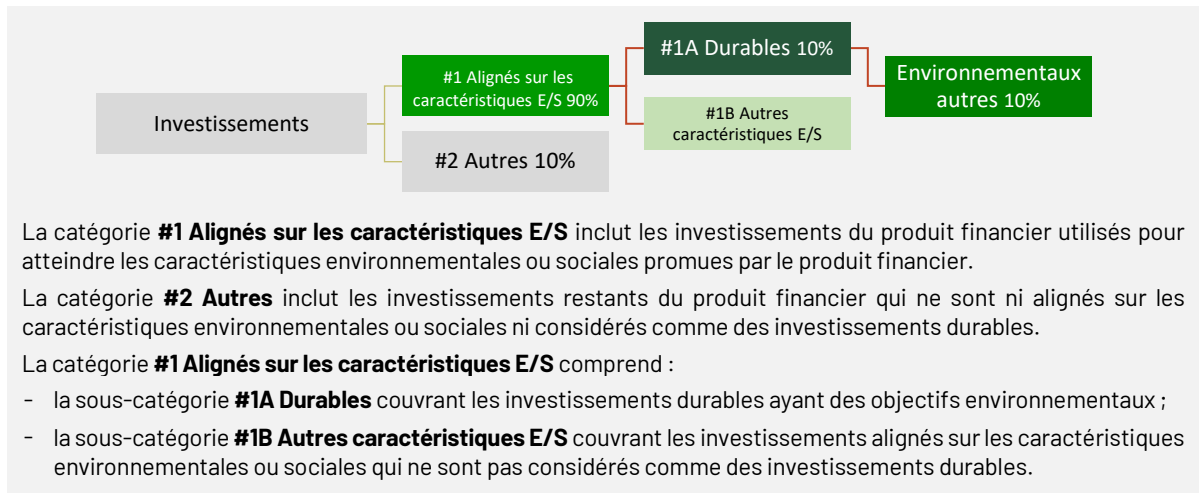 #1A Durables 10%
#1 Alignés sur les
caractéristiques E/S 90%
Environnementaux
autres 10%
Investissements
#1B Autres
caractéristiques E/S
#2 Autres 10%
La catégorie #1 Alignés sur les caractéristiques E/S inclut les investissements du produit financier utilisés pour
atteindre les caractéristiques environnementales ou sociales promues par le produit financier.
La catégorie #2 Autres inclut les investissements restants du produit financier qui ne sont ni alignés sur les
caractéristiques environnementales ou sociales ni considérés comme des investissements durables.
La catégorie #1 Alignés sur les caractéristiques E/S comprend :
- la sous-catégorie #1A Durables couvrant les investissements durables ayant des objectifs environnementaux ;
- la sous-catégorie #1B Autres caractéristiques E/S couvrant les investissements alignés sur les caractéristiques
environnementales ou sociales qui ne sont pas considérés comme des investissements durables.